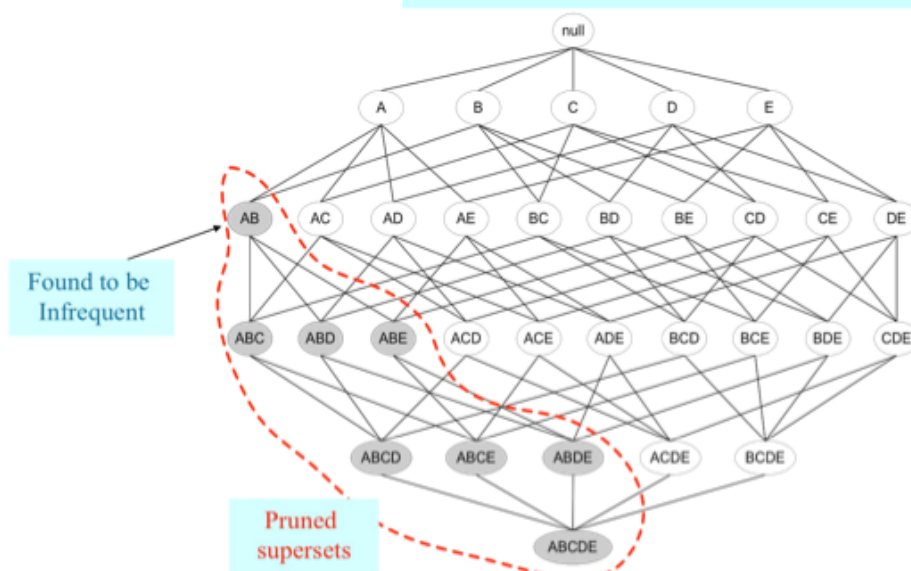 null
A B C D E
AB AC AD AE BC BD BE CD CE DE
Found to be
Infrequent
ABC ABD ABE ACD ACE ADE BCD BCE BDE CDE
ABCD ABCE ABDE ACDE BCDE
Pruned
supersets
ABCDE